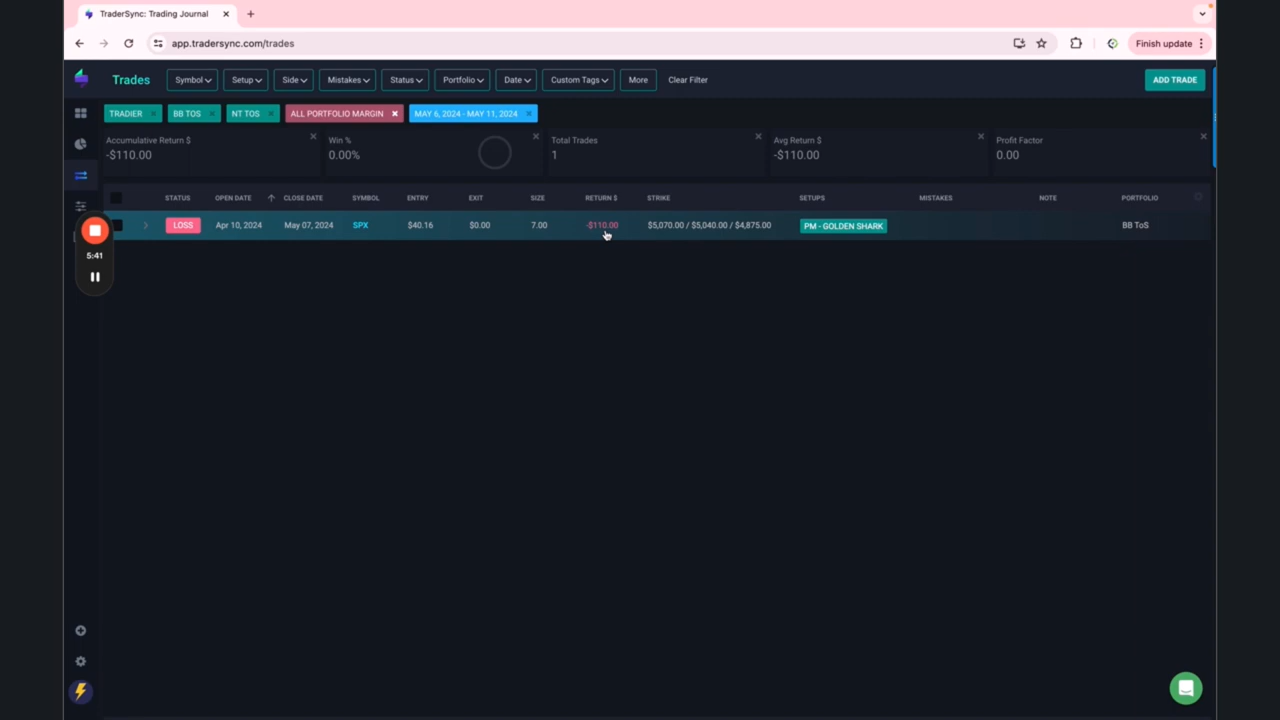 TraderSync: Trading Journal
app.tradersync.com/trades
Finish update
Trades Symbol Setup Side Mistakes Status Portfolio Date Custom Tags More Clear Filter ADD TRADE
TRADIER BB TOS NT TOS ALL PORTFOLIO MARGIN MAY 6, 2024 - MAY 11, 2024
Accumulative Return $ Win % Total Trades Avg Return $ Profit Factor
-$110.00 0.00% 1 -$110.00 0.00
STATUS OPEN DATE CLOSE DATE SYMBOL ENTRY EXIT SIZE RETURN $ STRIKE SETUPS MISTAKES NOTE PORTFOLIO
LOSS Apr 10, 2024 May 07, 2024 SPX $40.16 $0.00 7.00 -$110.00 $5,070.00 / $5,040.00 / $4,875.00 PM - GOLDEN SHARK BB ToS
5:41